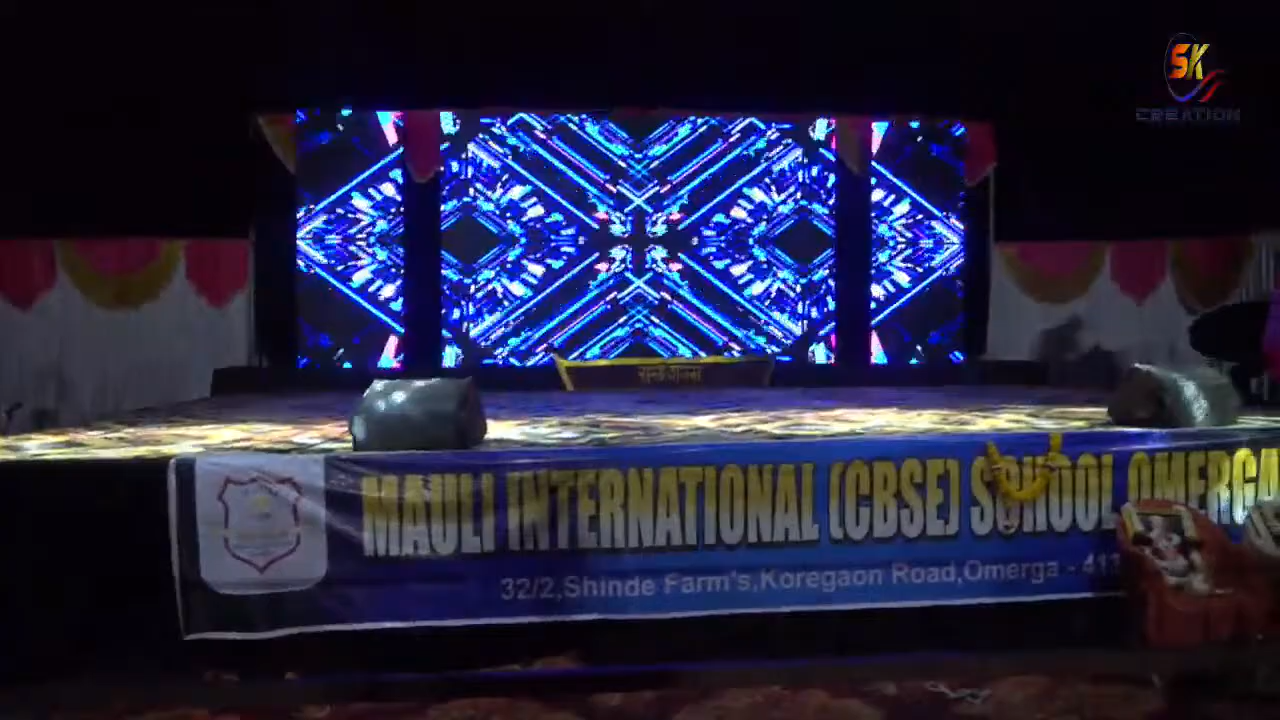 SK
CREATION
MAULI INTERNATIONAL (CBSE) SCHOOL OMERGA
32/2,Shinde Farm's,Koregaon Road,Omerga - 41